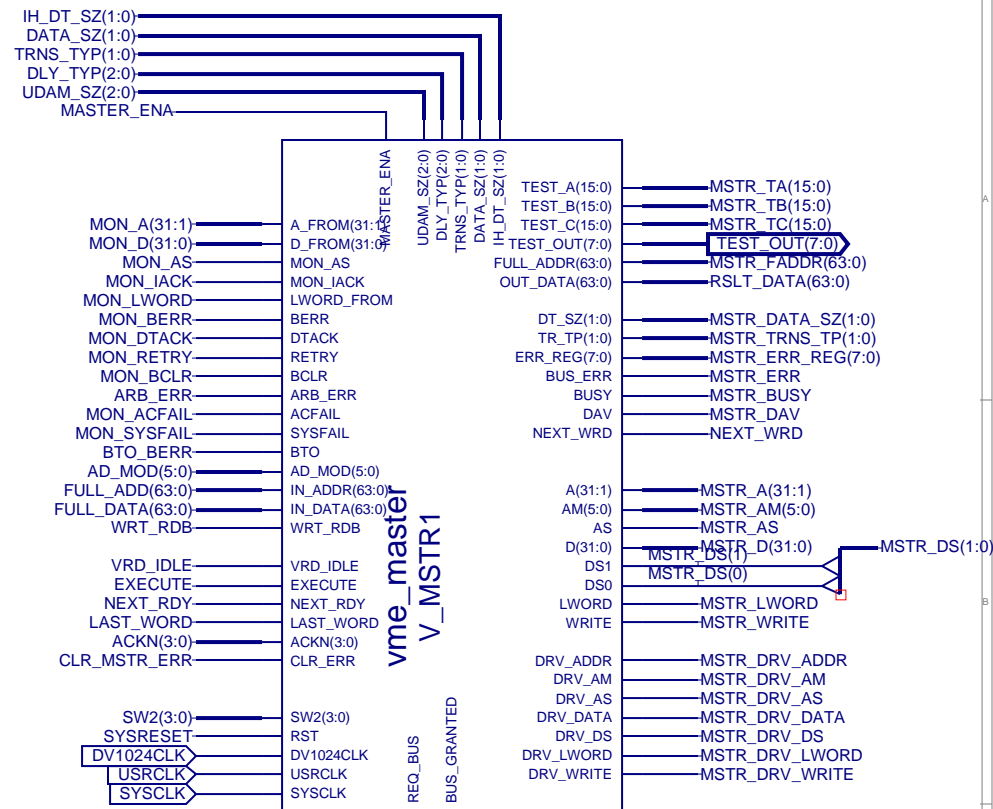 IH_DT_SZ(1:0)
DATA_SZ(1:0)
TRNS_TYP(1:0)
DLY_TYP(2:0)
UDAM_SZ(2:0)
MASTER_ENA
MASTER_ENA
UDAM_SZ(2:0)
DLY_TYP(2:0)
TRNS_TYP(1:0)
DATA_SZ(1:0)
IH_DT_SZ(1:0)
MON_A(31:1) A_FROM(31:1)
MON_D(31:0) D_FROM(31:0)
MON_AS MON_AS
MON_IACK MON_IACK
MON_LWORD LWORD_FROM
MON_BERR BERR
MON_DTACK DTACK
MON_RETRY RETRY
MON_BCLR BCLR
ARB_ERR ARB_ERR
MON_ACFAIL ACFAIL
MON_SYSFAIL SYSFAIL
BTO_BERR BTO
AD_MOD(5:0) AD_MOD(5:0)
FULL_ADD(63:0) IN_ADDR(63:0)
FULL_DATA(63:0) IN_DATA(63:0)
WRT_RDB WRT_RDB
VRD_IDLE VRD_IDLE
EXECUTE EXECUTE
NEXT_RDY NEXT_RDY
LAST_WORD LAST_WORD
ACKN(3:0) ACKN(3:0)
CLR_MSTR_ERR CLR_ERR
SW2(3:0) SW2(3:0)
SYSRESET RST
DV1024CLK DV1024CLK
USRCLK USRCLK
SYSCLK SYSCLK
vme_master
V_MSTR1
REQ_BUS
BUS_GRANTED
TEST_A(15:0) MSTR_TA(15:0)
TEST_B(15:0) MSTR_TB(15:0)
TEST_C(15:0) MSTR_TC(15:0)
TEST_OUT(7:0) TEST_OUT(7:0)
FULL_ADDR(63:0) MSTR_FADDR(63:0)
OUT_DATA(63:0) RSLT_DATA(63:0)
DT_SZ(1:0) MSTR_DATA_SZ(1:0)
TR_TP(1:0) MSTR_TRNS_TP(1:0)
ERR_REG(7:0) MSTR_ERR_REG(7:0)
BUS_ERR MSTR_ERR
BUSY MSTR_BUSY
DAV MSTR_DAV
NEXT_WRD NEXT_WRD
A(31:1) MSTR_A(31:1)
AM(5:0) MSTR_AM(5:0)
AS MSTR_AS
D(31:0) MSTR_D(31:0)
DS1 MSTR_DS(1) MSTR_DS(1:0)
DS0 MSTR_DS(0)
LWORD MSTR_LWORD
WRITE MSTR_WRITE
DRV_ADDR MSTR_DRV_ADDR
DRV_AM MSTR_DRV_AM
DRV_AS MSTR_DRV_AS
DRV_DATA MSTR_DRV_DATA
DRV_DS MSTR_DRV_DS
DRV_LWORD MSTR_DRV_LWORD
DRV_WRITE MSTR_DRV_WRITE
A
B